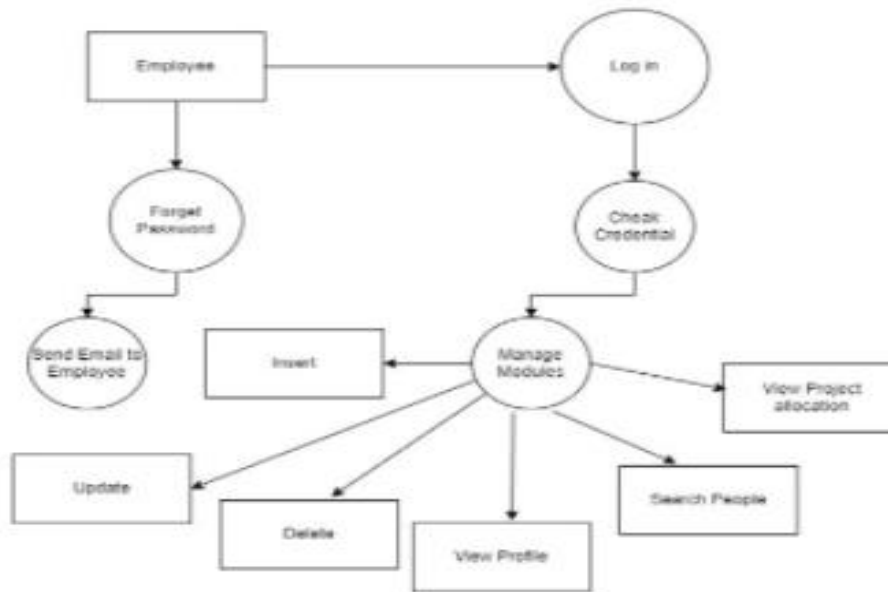 Employee
Log in
Forget
Password
Cheak
Credential
Send Email to
Employee
Insert
Manage
Modules
View Project
allocation
Update
Delete
View Profile
Search People